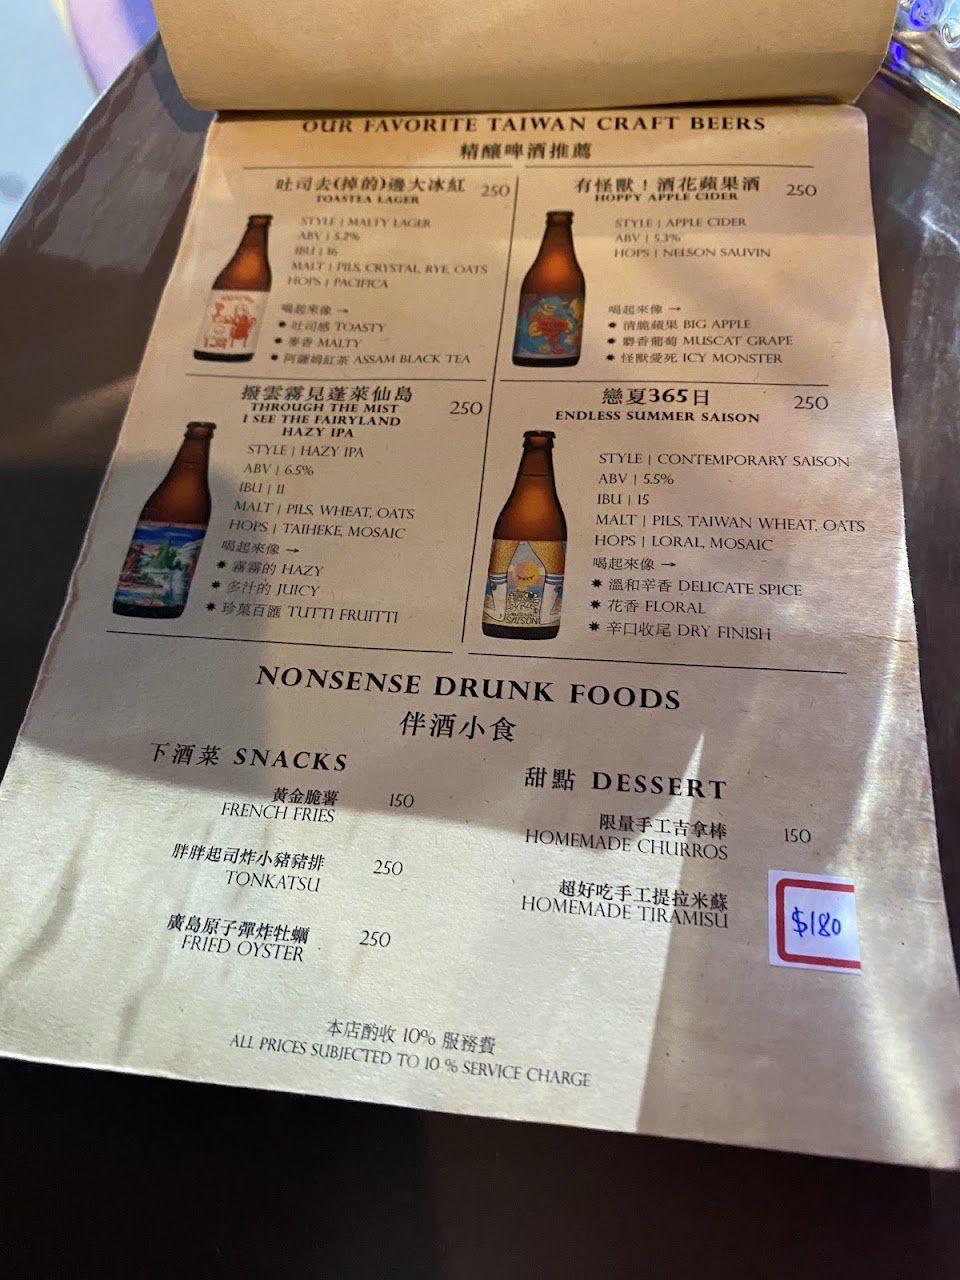 OUR FAVORITE TAIWAN CRAFT BEERS
精釀啤酒推薦
吐司去(掉的)邊大冰紅 250
TOASTEA LAGER
STYLE | MALTY LAGER
ABV | 5.2%
IBU | 16
MALT | PILS, CRYSTAL, RYE, OATS
HOPS | PACIFICA
喝起來像 →
吐司感 TOASTY
麥香 MALTY
阿薩姆紅茶 ASSAM BLACK TEA
有怪獸！酒花蘋果酒 250
HOPPY APPLE CIDER
STYLE | APPLE CIDER
ABV | 5.3%
HOPS | NELSON SAUVIN
喝起來像 →
清脆蘋果 BIG APPLE
麝香葡萄 MUSCAT GRAPE
怪獸愛死 ICY MONSTER
撥雲霧見蓬萊仙島 250
THROUGH THE MIST
I SEE THE FAIRYLAND
HAZY IPA
STYLE | HAZY IPA
ABV | 6.5%
IBU | 11
MALT | PILS, WHEAT, OATS
HOPS | TAIHEKE, MOSAIC
喝起來像 →
霧霧的 HAZY
多汁的 JUICY
珍菓百匯 TUTTI FRUITTI
戀夏365日 250
ENDLESS SUMMER SAISON
STYLE | CONTEMPORARY SAISON
ABV | 5.5%
IBU | 15
MALT | PILS, TAIWAN WHEAT, OATS
HOPS | LORAL, MOSAIC
喝起來像 →
溫和辛香 DELICATE SPICE
花香 FLORAL
辛口收尾 DRY FINISH
NONSENSE DRUNK FOODS
伴酒小食
下酒菜 SNACKS
黃金脆薯 150
FRENCH FRIES
胖胖起司炸小豬豬排 250
TONKATSU
廣島原子彈炸牡蠣 250
FRIED OYSTER
甜點 DESSERT
限量手工吉拿棒 150
HOMEMADE CHURROS
超好吃手工提拉米蘇 $180
HOMEMADE TIRAMISU
本店酌收 10% 服務費
ALL PRICES SUBJECTED TO 10 % SERVICE CHARGE